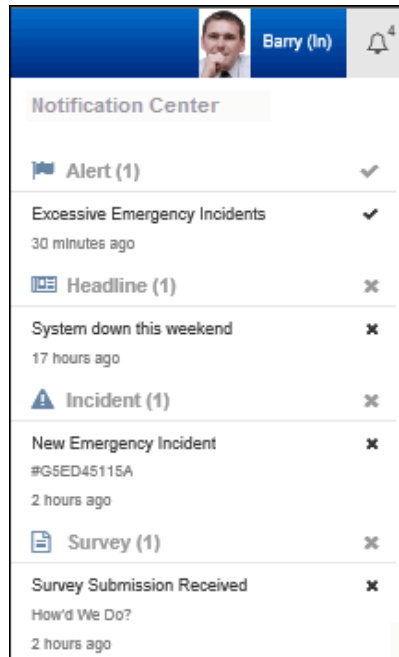 Barry (In)
4
Notification Center
Alert (1)
Excessive Emergency Incidents
30 minutes ago
Headline (1)
System down this weekend
17 hours ago
Incident (1)
New Emergency Incident
#G5ED45115A
2 hours ago
Survey (1)
Survey Submission Received
How'd We Do?
2 hours ago